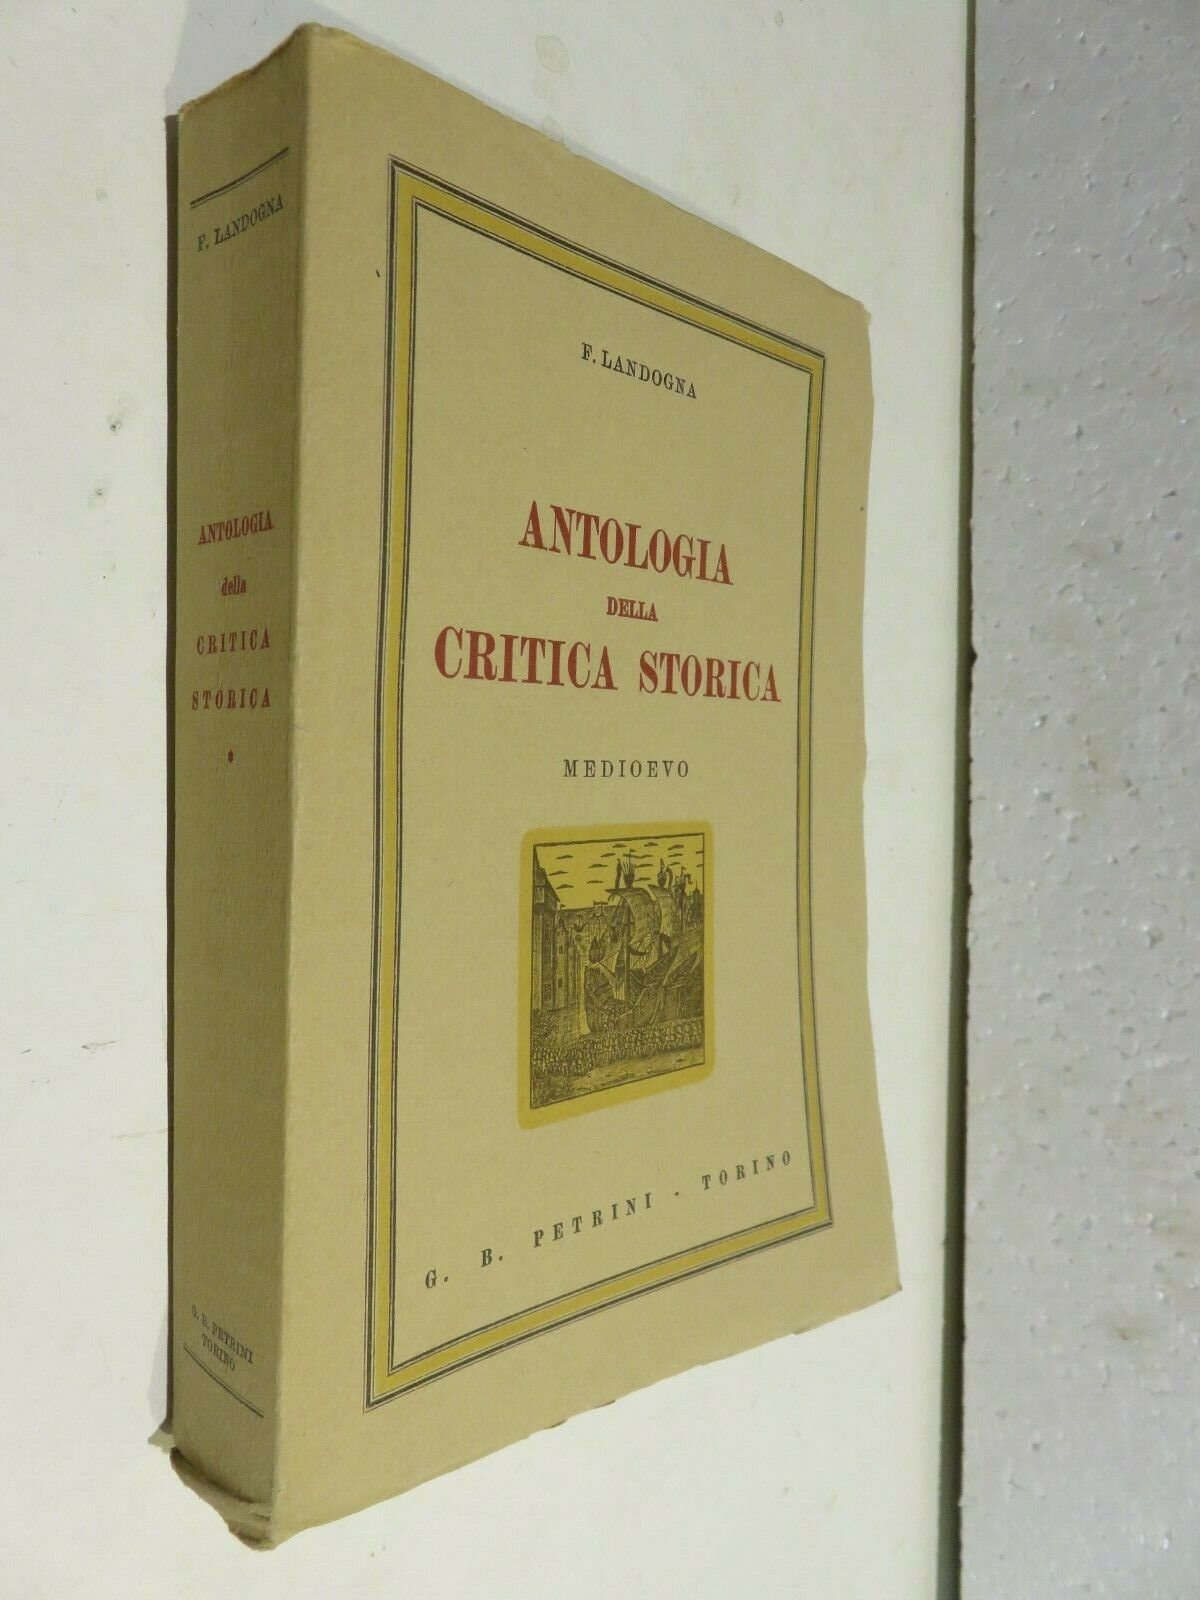 F. LANDOGNA
ANTOLOGIA
della
CRITICA
STORICA
*
G. B. PETRINI
TORINO
F. LANDOGNA
ANTOLOGIA
DELLA
CRITICA STORICA
MEDIOEVO
G. B. PETRINI - TORINO